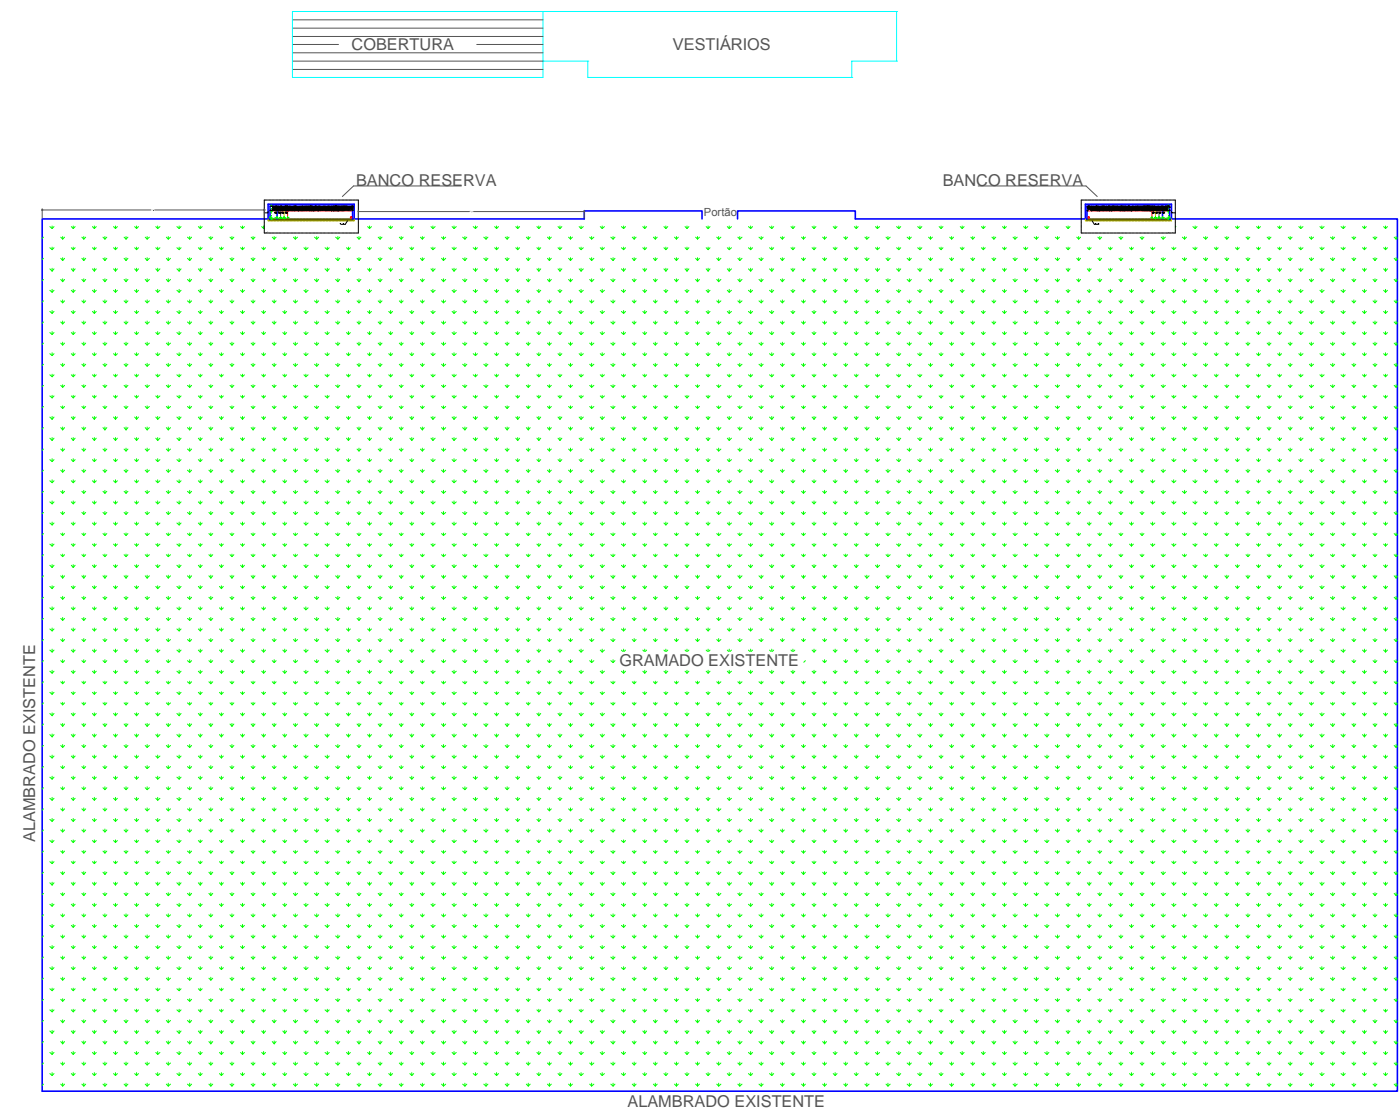 COBERTURA
VESTIÁRIOS
BANCO RESERVA
BANCO RESERVA
Portão
GRAMADO EXISTENTE
ALAMBRADO EXISTENTE
ALAMBRADO EXISTENTE